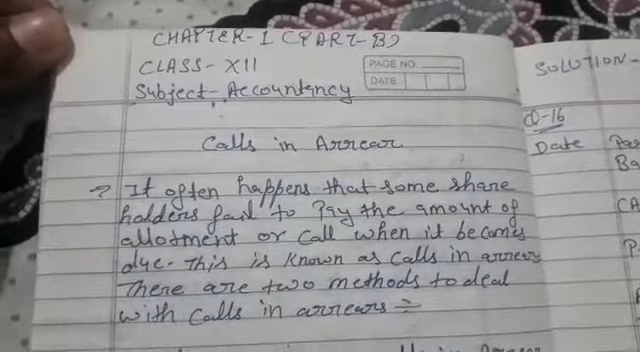 CHAPTER-1 (PART-B)
CLASS-XII
PAGE NO.
DATE
Subject-Accountancy
Calls in Arrear
→ It often happens that some share
holders fail to Pay the amount of
allotment or call when it becomes
due. This is known as calls in arrears
There are two methods to deal
with calls in arrears :-
SOLUTION-
Q-16
Date
Ba
CA